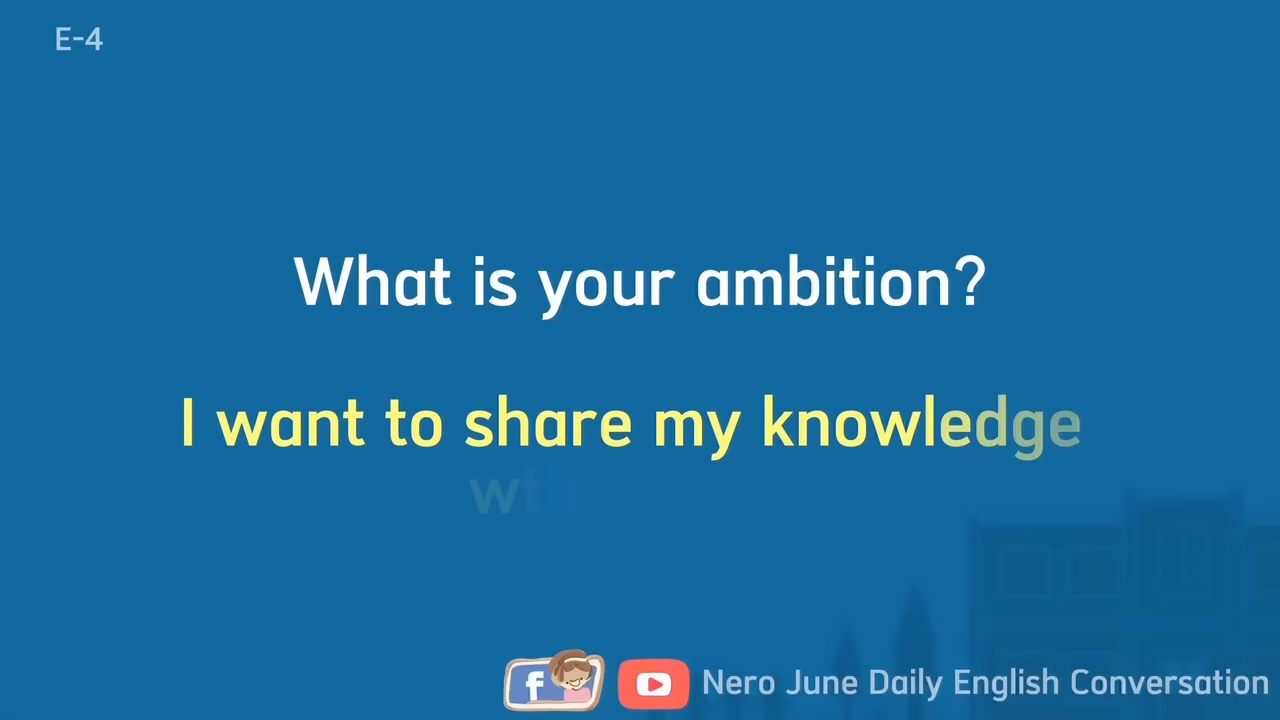 E-4
What is your ambition?
I want to share my knowledge
Nero June Daily English Conversation